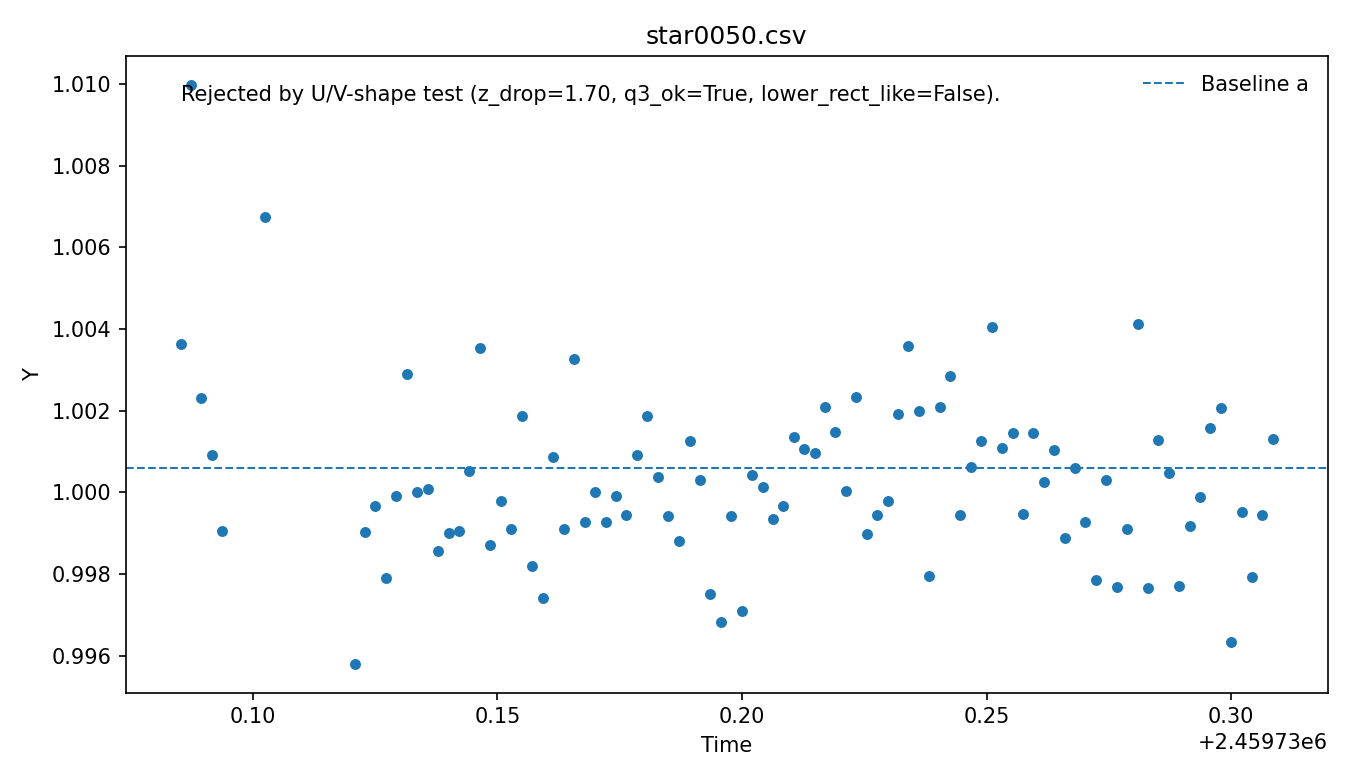 star0050.csv
Rejected by U/V-shape test (z_drop=1.70, q3_ok=True, lower_rect_like=False).
Baseline a
1.010
1.008
1.006
1.004
1.002
1.000
0.998
0.996
Y
0.10 0.15 0.20 0.25 0.30
Time
+2.45973e6